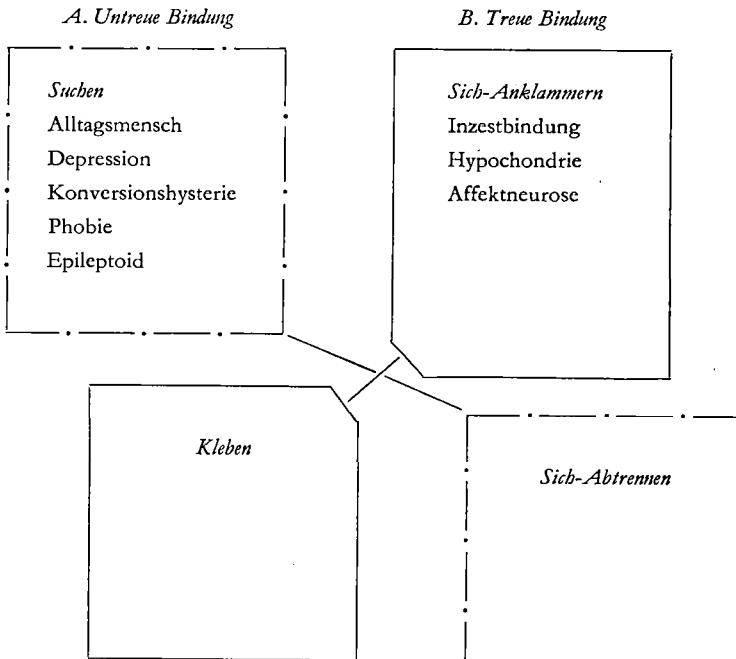 A. Untreue Bindung
B. Treue Bindung
Suchen
Alltagsmensch
Depression
Konversionshysterie
Phobie
Epileptoid
Sich-Anklammern
Inzestbindung
Hypochondrie
Affektneurose
Kleben
Sich-Abtrennen